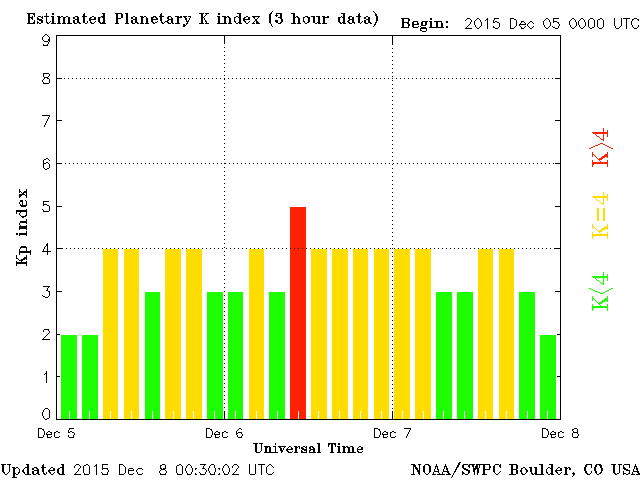 Estimated Planetary K index (3 hour data) Begin: 2015 Dec 05 0000 UTC
9
8
7
6
5
4
3
2
1
0
Kp index
K>4
K=4
K<4
Dec 5 Dec 6 Dec 7 Dec 8
Universal Time
Updated 2015 Dec 8 00:30:02 UTC NOAA/SWPC Boulder, CO USA